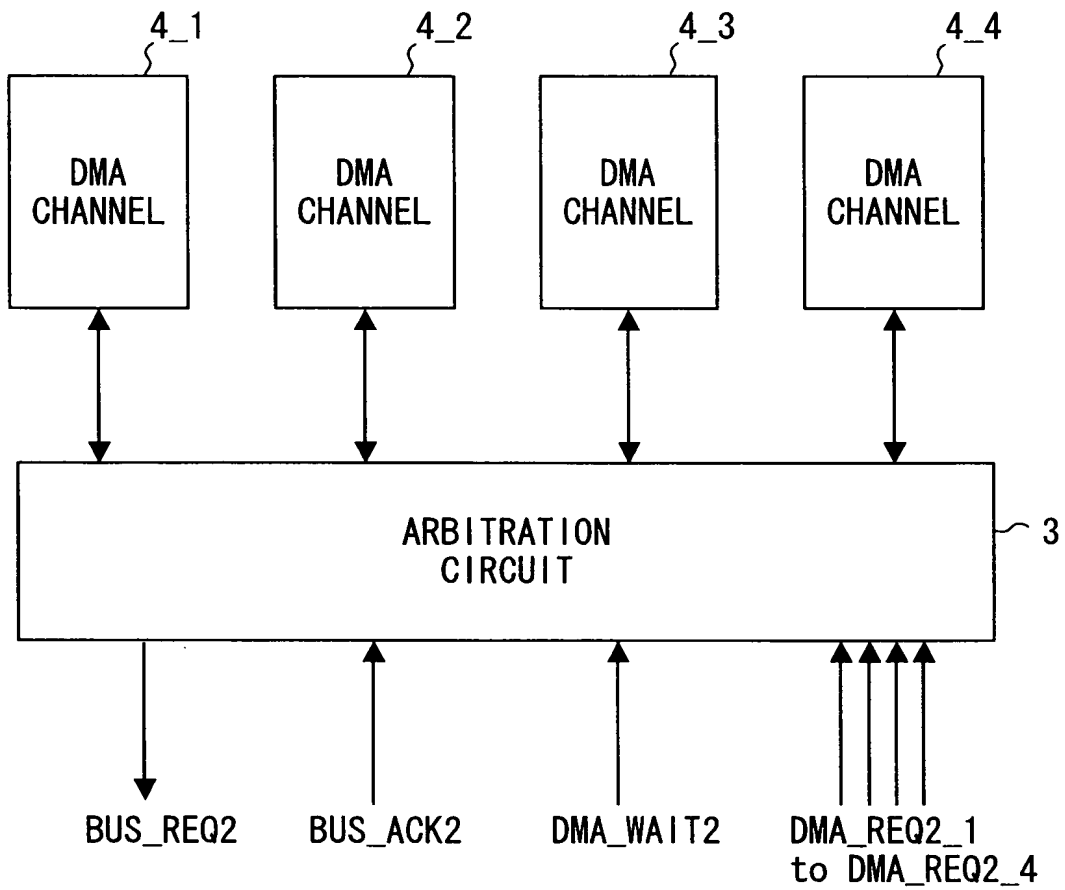 4_1
4_2
4_3
4_4
DMA
CHANNEL
DMA
CHANNEL
DMA
CHANNEL
DMA
CHANNEL
ARBITRATION
CIRCUIT
3
BUS_REQ2
BUS_ACK2
DMA_WAIT2
DMA_REQ2_1
to DMA_REQ2_4